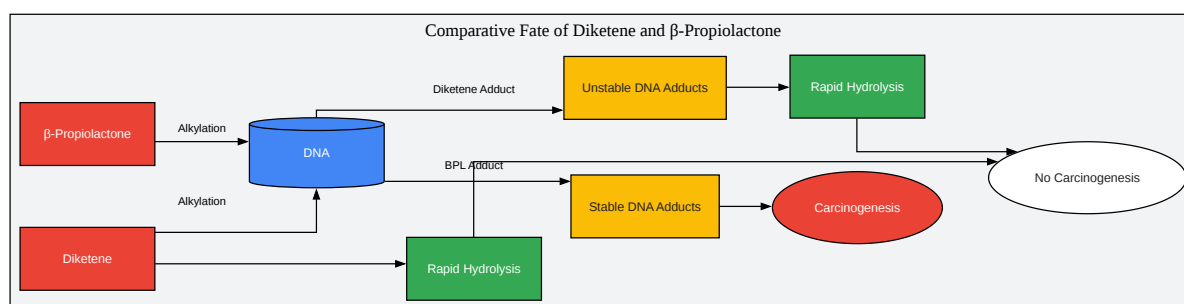 Comparative Fate of Diketene and β-Propiolactone
Diketene Adduct
Unstable DNA Adducts
Rapid Hydrolysis
β-Propiolactone
Alkylation
DNA
BPL Adduct
No Carcinogenesis
Alkylation
Stable DNA Adducts
Carcinogenesis
Diketene
Rapid Hydrolysis